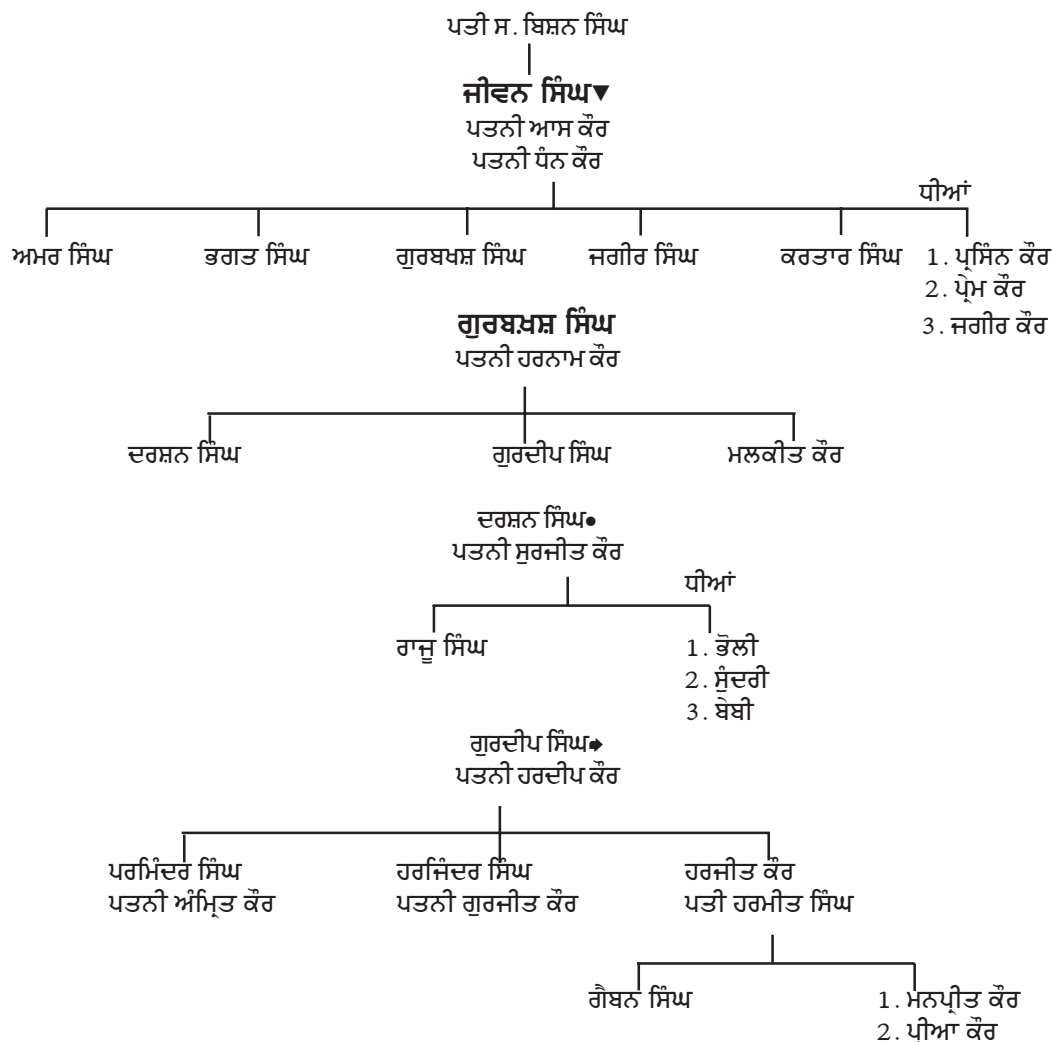 ਪਤੀ ਸ. ਬਿਸ਼ਨ ਸਿੰਘ
ਜੀਵਨ ਸਿੰਘ▼
ਪਤਨੀ ਆਸ ਕੌਰ
ਪਤਨੀ ਧੰਨ ਕੌਰ
ਧੀਆਂ
ਅਮਰ ਸਿੰਘ ਭਗਤ ਸਿੰਘ ਗੁਰਬਖਸ਼ ਸਿੰਘ ਜਗੀਰ ਸਿੰਘ ਕਰਤਾਰ ਸਿੰਘ 1. ਪ੍ਰਸਿੰਨ ਕੌਰ
2. ਪ੍ਰੇਮ ਕੌਰ
3. ਜਗੀਰ ਕੌਰ
ਗੁਰਬਖ਼ਸ਼ ਸਿੰਘ
ਪਤਨੀ ਹਰਨਾਮ ਕੌਰ
ਦਰਸ਼ਨ ਸਿੰਘ ਗੁਰਦੀਪ ਸਿੰਘ ਮਲਕੀਤ ਕੌਰ
ਦਰਸ਼ਨ ਸਿੰਘ●
ਪਤਨੀ ਸੁਰਜੀਤ ਕੌਰ
ਧੀਆਂ
ਰਾਜੂ ਸਿੰਘ 1. ਭੋਲੀ
2. ਸੁੰਦਰੀ
3. ਬੇਬੀ
ਗੁਰਦੀਪ ਸਿੰਘ➧
ਪਤਨੀ ਹਰਦੀਪ ਕੌਰ
ਪਰਮਿੰਦਰ ਸਿੰਘ ਹਰਜਿੰਦਰ ਸਿੰਘ ਹਰਜੀਤ ਕੌਰ
ਪਤਨੀ ਅੰਮ੍ਰਿਤ ਕੌਰ ਪਤਨੀ ਗੁਰਜੀਤ ਕੌਰ ਪਤੀ ਹਰਮੀਤ ਸਿੰਘ
ਗੈਬਨ ਸਿੰਘ 1. ਮਨਪ੍ਰੀਤ ਕੌਰ
2. ਪ੍ਰੀਆ ਕੌਰ